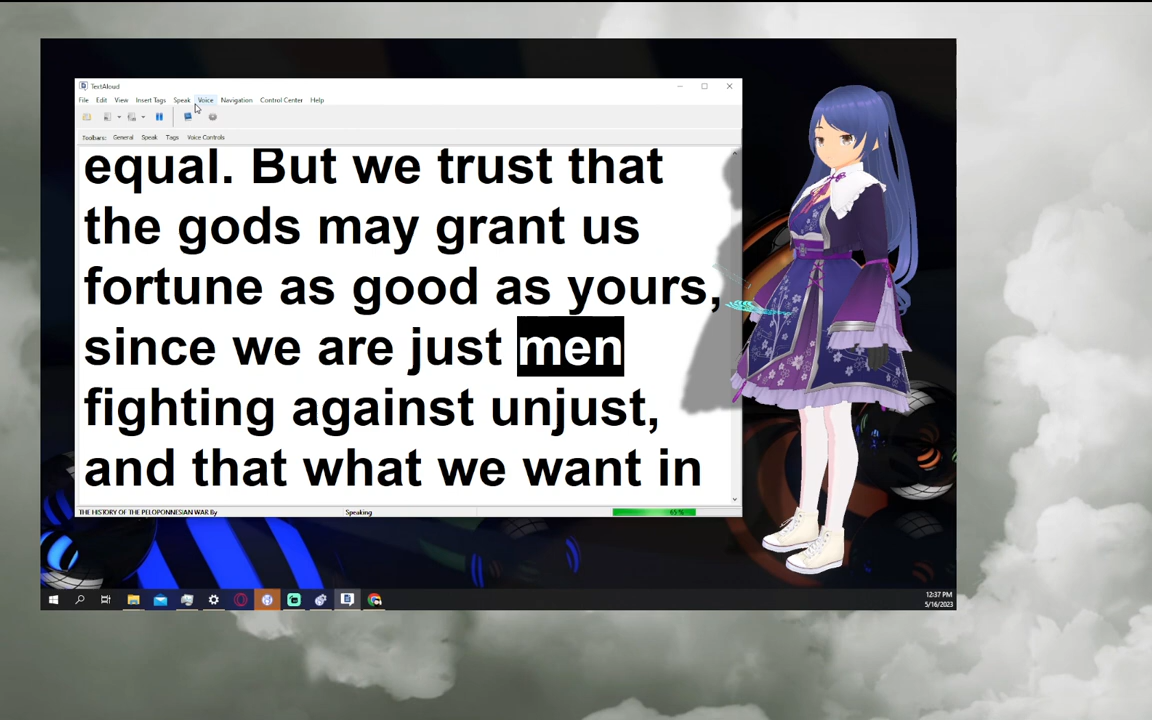 TextAloud
File Edit View Insert Tags Speak Voice Navigation Control Center Help
Toolbars: General Speak Tags Voice Controls
equal. But we trust that
the gods may grant us
fortune as good as yours,
since we are just men
fighting against unjust,
and that what we want in
THE HISTORY OF THE PELOPONNESIAN WAR By Speaking 65 %
12:37 PM
5/16/2023